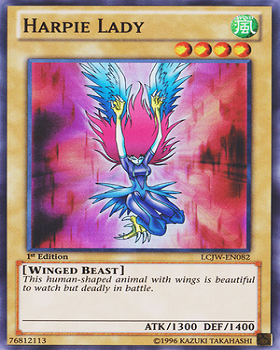 HARPIE LADY
WIND
風
1st Edition
LCJW-EN082
[WINGED BEAST]
This human-shaped animal with wings is beautiful
to watch but deadly in battle.
ATK/1300 DEF/1400
76812113
©1996 KAZUKI TAKAHASHI